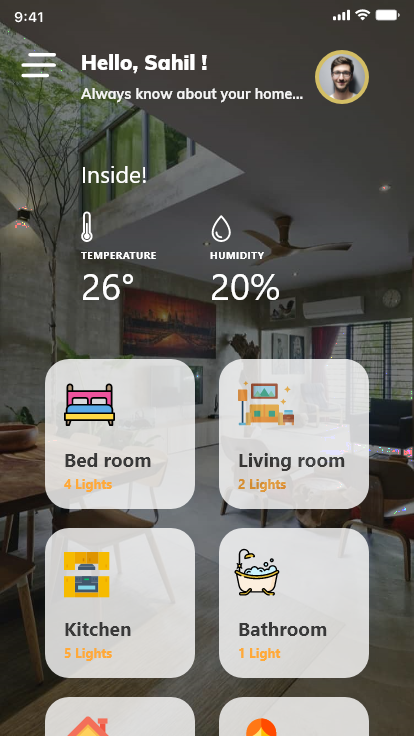 9:41
Hello, Sahil !
Always know about your home...
Inside!
TEMPERATURE
HUMIDITY
26°
20%
Bed room
4 Lights
Living room
2 Lights
Kitchen
5 Lights
Bathroom
1 Light